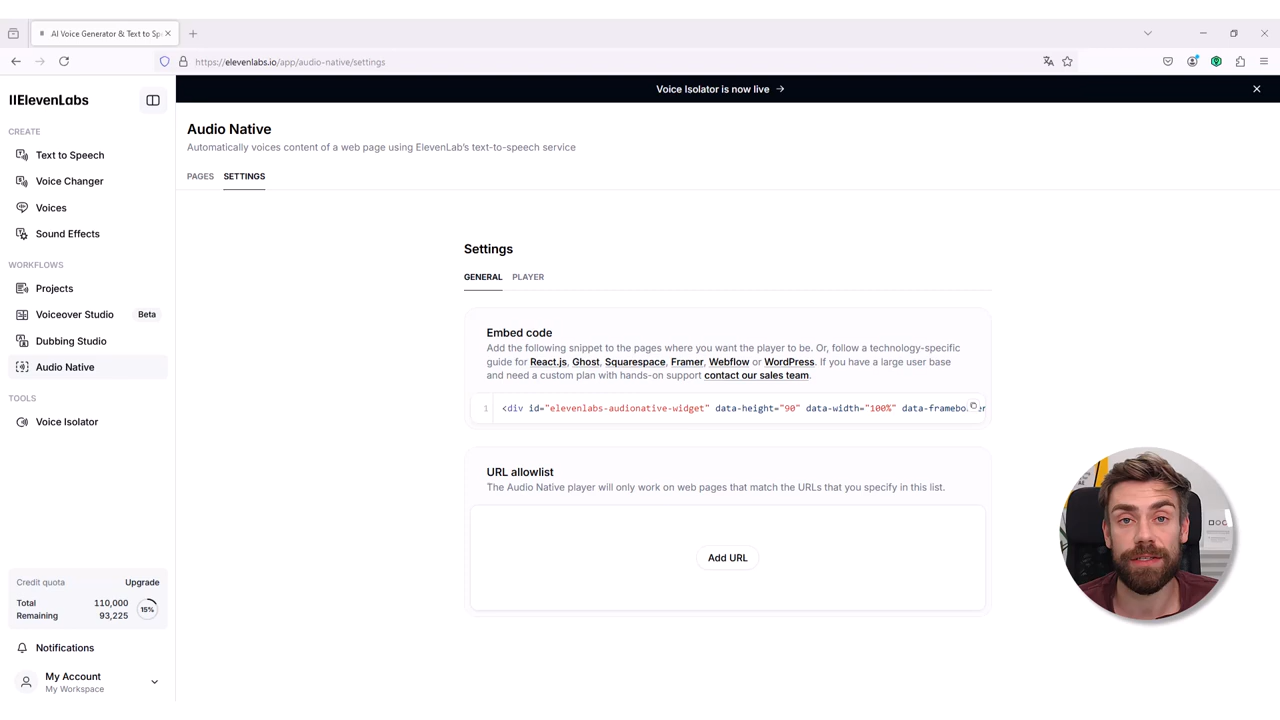 AI Voice Generator & Text to Sp
https://elevenlabs.io/app/audio-native/settings
IIElevenLabs
Voice Isolator is now live →
CREATE
Text to Speech
Voice Changer
Voices
Sound Effects
WORKFLOWS
Projects
Voiceover Studio Beta
Dubbing Studio
Audio Native
TOOLS
Voice Isolator
Credit quota Upgrade
Total 110,000
Remaining 93,225
15%
Notifications
My Account
My Workspace
Audio Native
Automatically voices content of a web page using ElevenLab's text-to-speech service
PAGES SETTINGS
Settings
GENERAL PLAYER
Embed code
Add the following snippet to the pages where you want the player to be. Or, follow a technology-specific
guide for React.js, Ghost, Squarespace, Framer, Webflow or WordPress. If you have a large user base
and need a custom plan with hands-on support contact our sales team.
1 <div id="elevenlabs-audionative-widget" data-height="90" data-width="100%"
URL allowlist
The Audio Native player will only work on web pages that match the URLs that you specify in this list.
Add URL